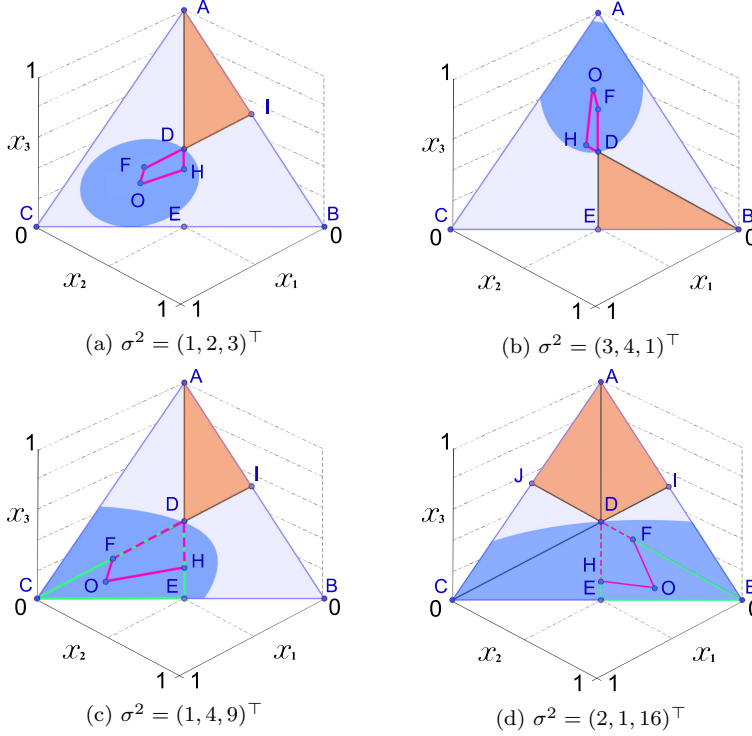 A
1
x₃
I
D
F
H
O
C
E
B
0
0
x₂
x₁
1
1
(a) σ² = (1, 2, 3)⊤
A
1
O
F
x₃
H
D
C
E
B
0
0
x₂
x₁
1
1
(b) σ² = (3, 4, 1)⊤
A
1
I
D
x₃
F
H
O
C
E
B
0
0
x₂
x₁
1
1
(c) σ² = (1, 4, 9)⊤
A
1
J
I
D
x₃
F
H
O
C
E
B
0
0
x₂
x₁
1
1
(d) σ² = (2, 1, 16)⊤